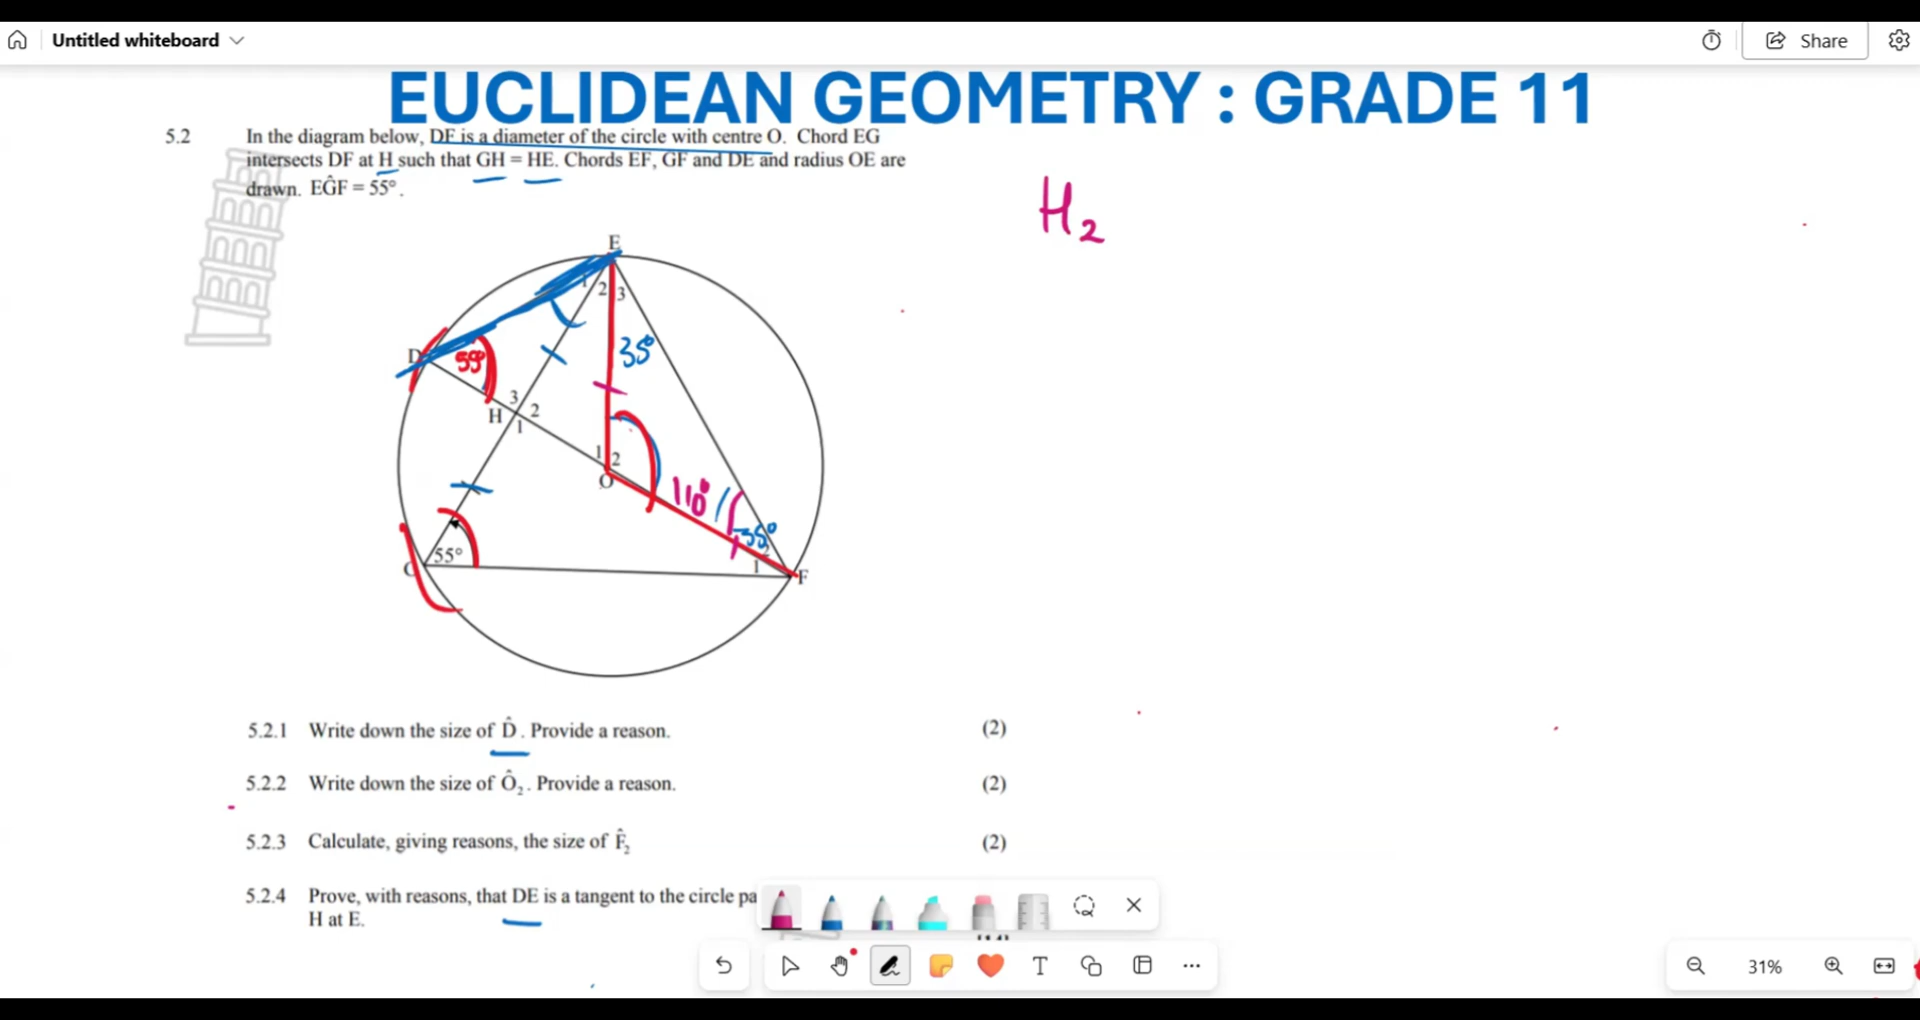 Untitled whiteboard
Share
EUCLIDEAN GEOMETRY : GRADE 11
5.2 In the diagram below, DF is a diameter of the circle with centre O. Chord EG
intersects DF at H such that GH = HE. Chords EF, GF and DE and radius OE are
drawn. EĜF = 55°.
H₂
E
1 2 3
D 55° 35°
3
H 2
1
1 2
O 110°
35°
55° 2
1 F
5.2.1 Write down the size of D̂. Provide a reason. (2)
5.2.2 Write down the size of Ô₂. Provide a reason. (2)
5.2.3 Calculate, giving reasons, the size of F̂₂ (2)
5.2.4 Prove, with reasons, that DE is a tangent to the circle pa
H at E.
31%